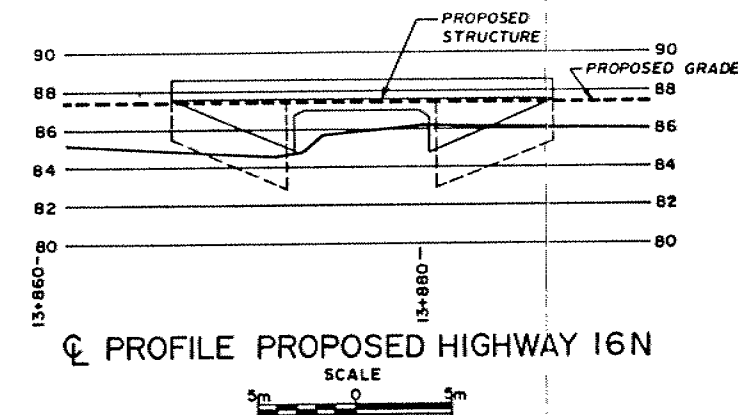 PROPOSED
STRUCTURE
90 90
PROPOSED GRADE
88 88
86 86
84 84
82 82
80 80
13+860 13+880
℄ PROFILE PROPOSED HIGHWAY 16N
SCALE
5m 0 5m